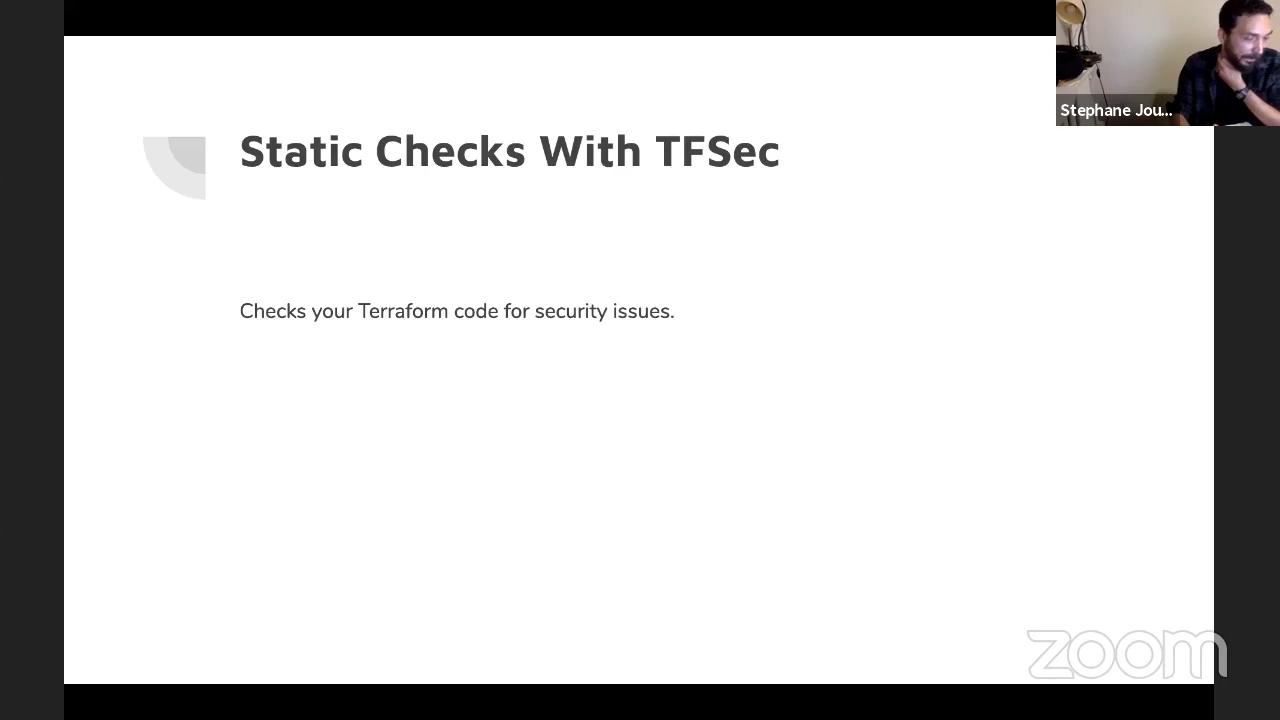 Stephane Jou...
Static Checks With TFSec
Checks your Terraform code for security issues.
zoom